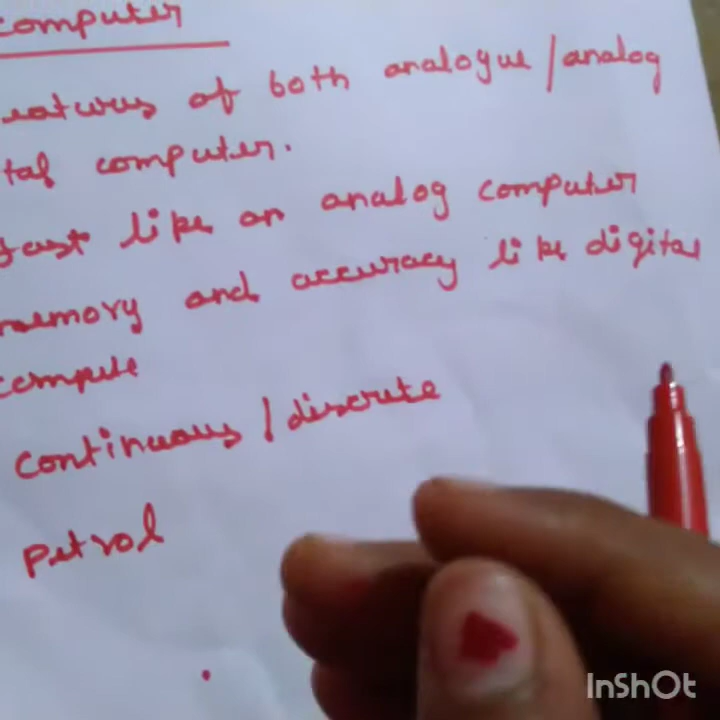 computer
features of both analogue/analog
tal computer.
fast like an analog computer
memory and accuracy like digital
compute
continuous/discrete
Petrol
InShOt